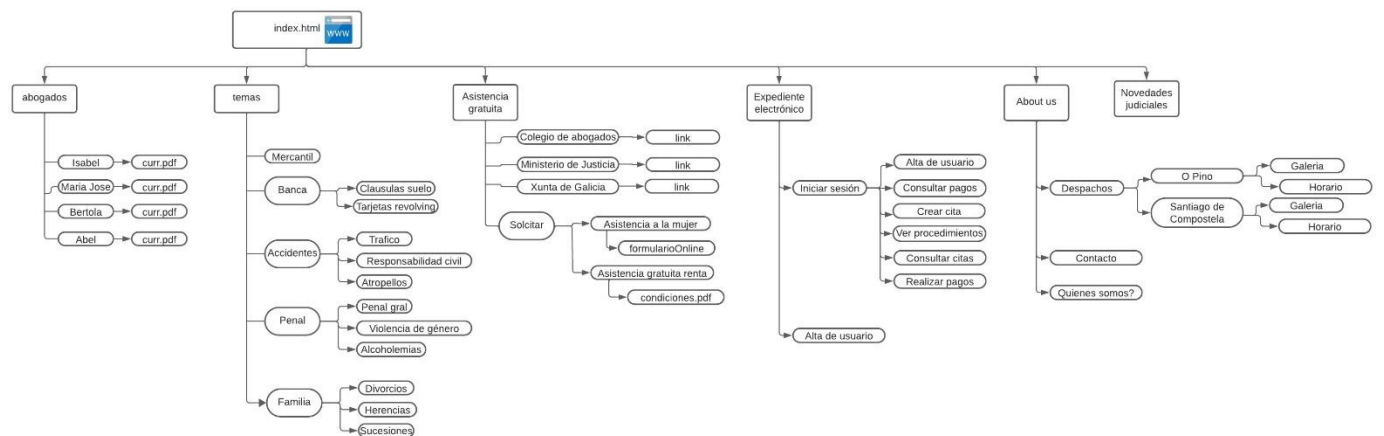 index.html
www
abogados
Isabel
curr.pdf
Maria Jose
curr.pdf
Bertola
curr.pdf
Abel
curr.pdf
temas
Mercantil
Banca
Clausulas suelo
Tarjetas revolving
Accidentes
Trafico
Responsabilidad civil
Atropellos
Penal
Penal gral
Violencia de género
Alcoholemias
Familia
Divorcios
Herencias
Sucesiones
Asistencia
gratuita
Colegio de abogados
link
Ministerio de Justicia
link
Xunta de Galicia
link
Solcitar
Asistencia a la mujer
formularioOnline
Asistencia gratuita renta
condiciones.pdf
Expediente
electrónico
Iniciar sesión
Alta de usuario
Consultar pagos
Crear cita
Ver procedimientos
Consultar citas
Realizar pagos
Alta de usuario
About us
Despachos
O Pino
Galeria
Horario
Santiago de
Compostela
Galeria
Horario
Contacto
Quienes somos?
Novedades
judiciales